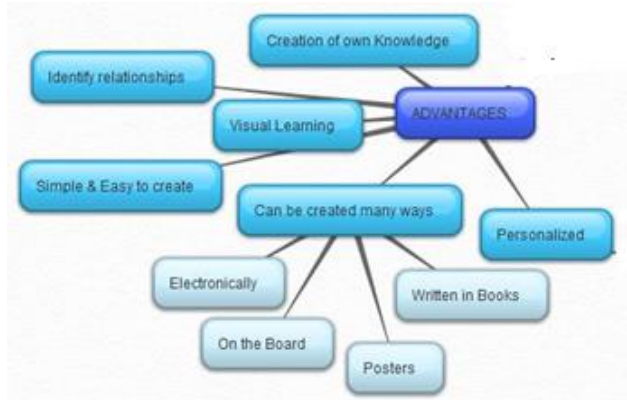 Creation of own Knowledge
Identify relationships
ADVANTAGES
Visual Learning
Simple & Easy to create
Can be created many ways
Personalized
Electronically
Written in Books
On the Board
Posters